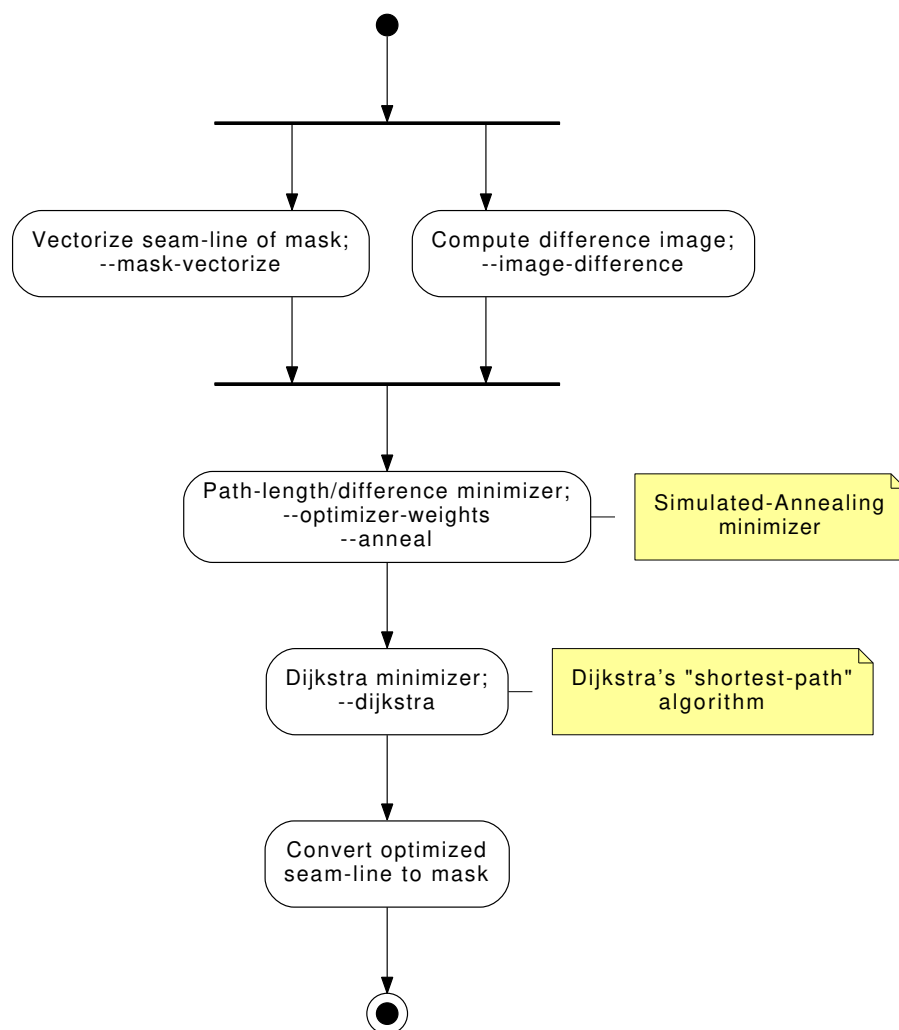 Vectorize seam-line of mask;
--mask-vectorize
Compute difference image;
--image-difference
Path-length/difference minimizer;
--optimizer-weights
--anneal
Simulated-Annealing
minimizer
Dijkstra minimizer;
--dijkstra
Dijkstra's "shortest-path"
algorithm
Convert optimized
seam-line to mask